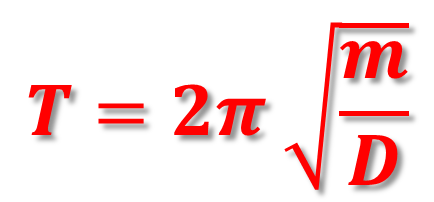 T = 2π √(m/D)